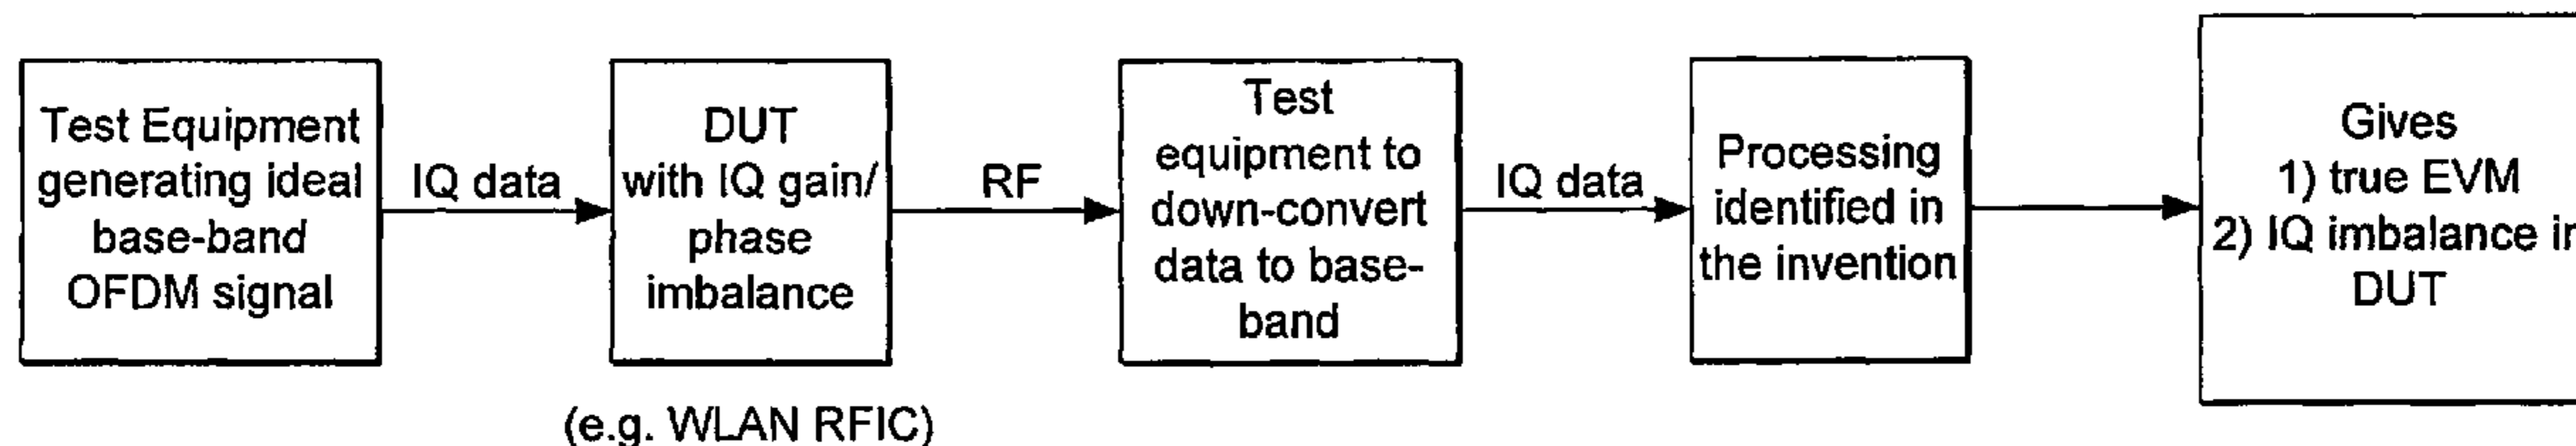 Test Equipment
generating ideal
base-band
OFDM signal
IQ data
DUT
with IQ gain/
phase
imbalance
(e.g. WLAN RFIC)
RF
Test
equipment to
down-convert
data to base-
band
IQ data
Processing
identified in
the invention
Gives
1) true EVM
2) IQ imbalance in
DUT